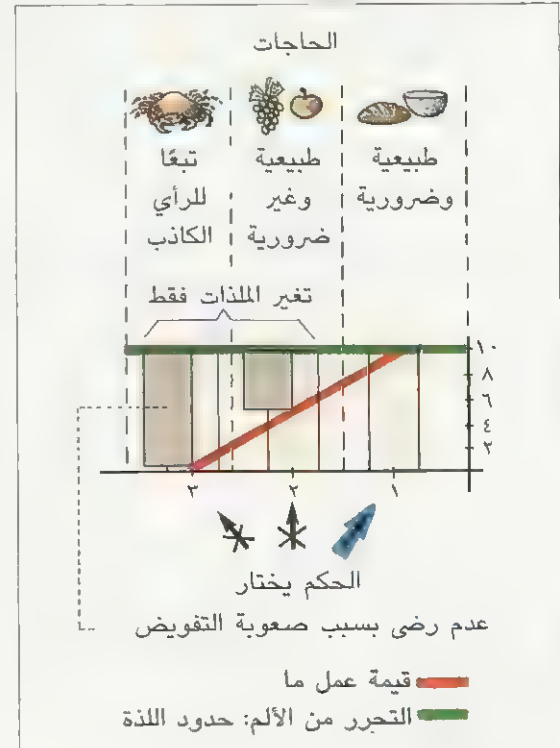 الحاجات
طبيعية وضرورية
طبيعية وغير ضرورية
تبعًا للرأي الكاذب
تغير الملذات فقط
١٠
٨
٦
٤
٢
١
٢
٣
الحكم يختار
عدم رضى بسبب صعوبة التفويض
قيمة عمل ما
التحرر من الألم: حدود اللذة